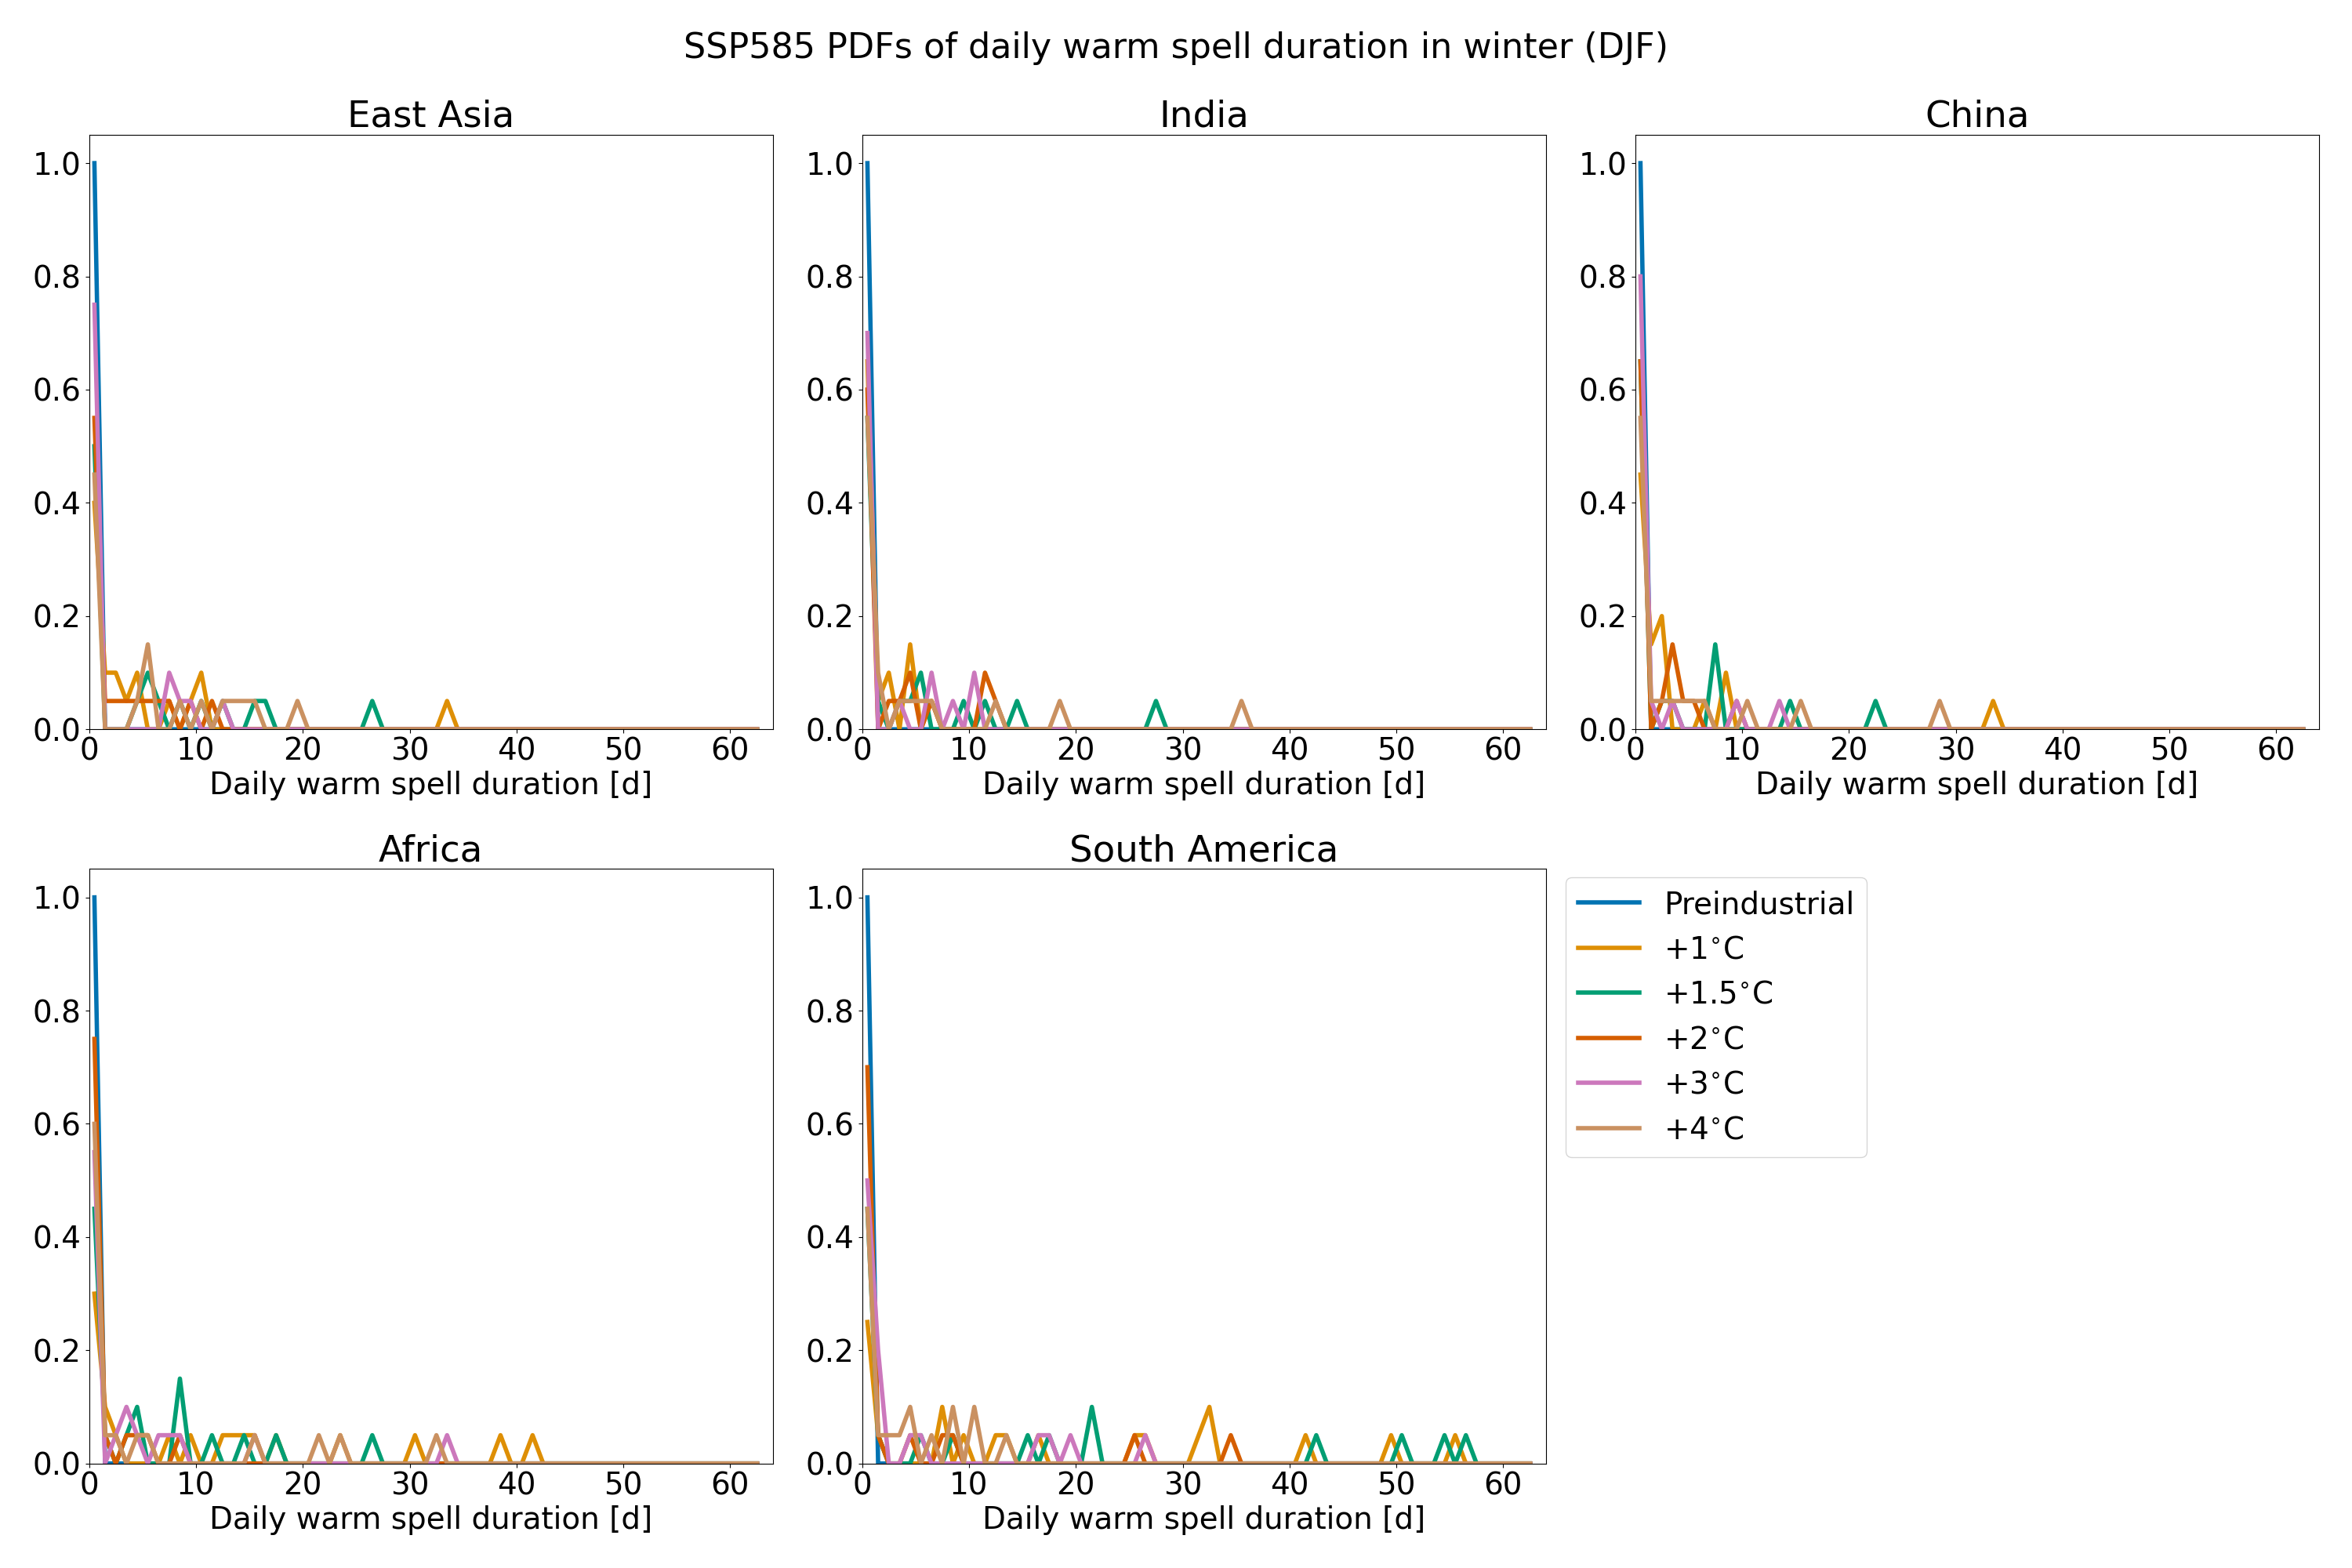 SSP585 PDFs of daily warm spell duration in winter (DJF)
East Asia
1.0
0.8
0.6
0.4
0.2
0.0
0 10 20 30 40 50 60
Daily warm spell duration [d]
India
1.0
0.8
0.6
0.4
0.2
0.0
0 10 20 30 40 50 60
Daily warm spell duration [d]
China
1.0
0.8
0.6
0.4
0.2
0.0
0 10 20 30 40 50 60
Daily warm spell duration [d]
Africa
1.0
0.8
0.6
0.4
0.2
0.0
0 10 20 30 40 50 60
Daily warm spell duration [d]
South America
1.0
0.8
0.6
0.4
0.2
0.0
0 10 20 30 40 50 60
Daily warm spell duration [d]
Preindustrial
+1°C
+1.5°C
+2°C
+3°C
+4°C